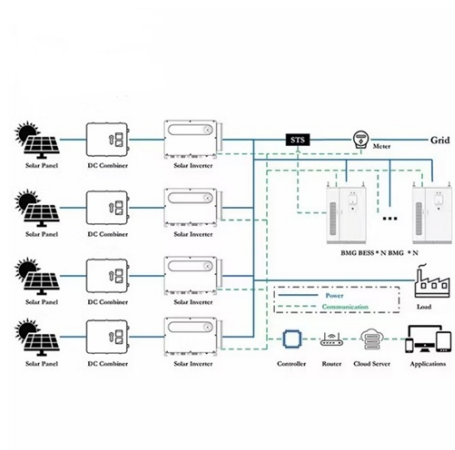 STS
Meter
Grid
Solar Panel
DC Combiner
Solar Inverter
Solar Panel
DC Combiner
Solar Inverter
BMG BESS * N BMG * N
Solar Panel
DC Combiner
Solar Inverter
Power
Communication
Load
Solar Panel
DC Combiner
Solar Inverter
Controller
Router
Cloud Server
Applications